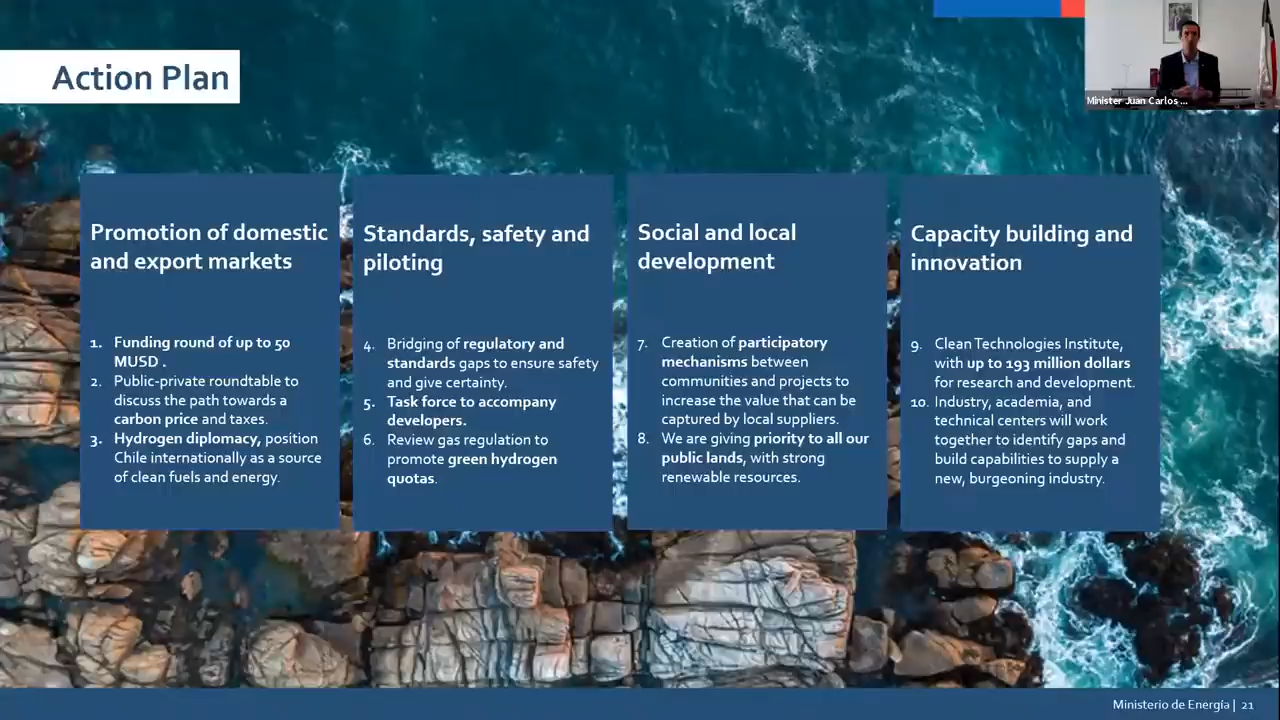 Action Plan
Minister Juan Carlos ...
Promotion of domestic
and export markets
1. Funding round of up to 50
MUSD .
2. Public-private roundtable to
discuss the path towards a
carbon price and taxes.
3. Hydrogen diplomacy, position
Chile internationally as a source
of clean fuels and energy.
Standards, safety and
piloting
4. Bridging of regulatory and
standards gaps to ensure safety
and give certainty.
5. Task force to accompany
developers.
6. Review gas regulation to
promote green hydrogen
quotas.
Social and local
development
7. Creation of participatory
mechanisms between
communities and projects to
increase the value that can be
captured by local suppliers.
8. We are giving priority to all our
public lands, with strong
renewable resources.
Capacity building and
innovation
9. Clean Technologies Institute,
with up to 193 million dollars
for research and development.
10. Industry, academia, and
technical centers will work
together to identify gaps and
build capabilities to supply a
new, burgeoning industry.
Ministerio de Energía | 21